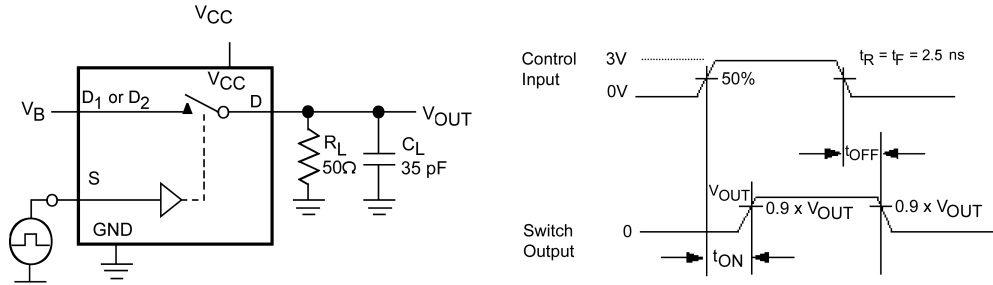 VCC
VCC
VB
D1 or D2
D
VOUT
RL
50Ω
CL
35 pF
S
GND
Control
Input
3V
0V
50%
tR = tF = 2.5 ns
tOFF
VOUT
0.9 x VOUT
0.9 x VOUT
Switch
Output
0
tON